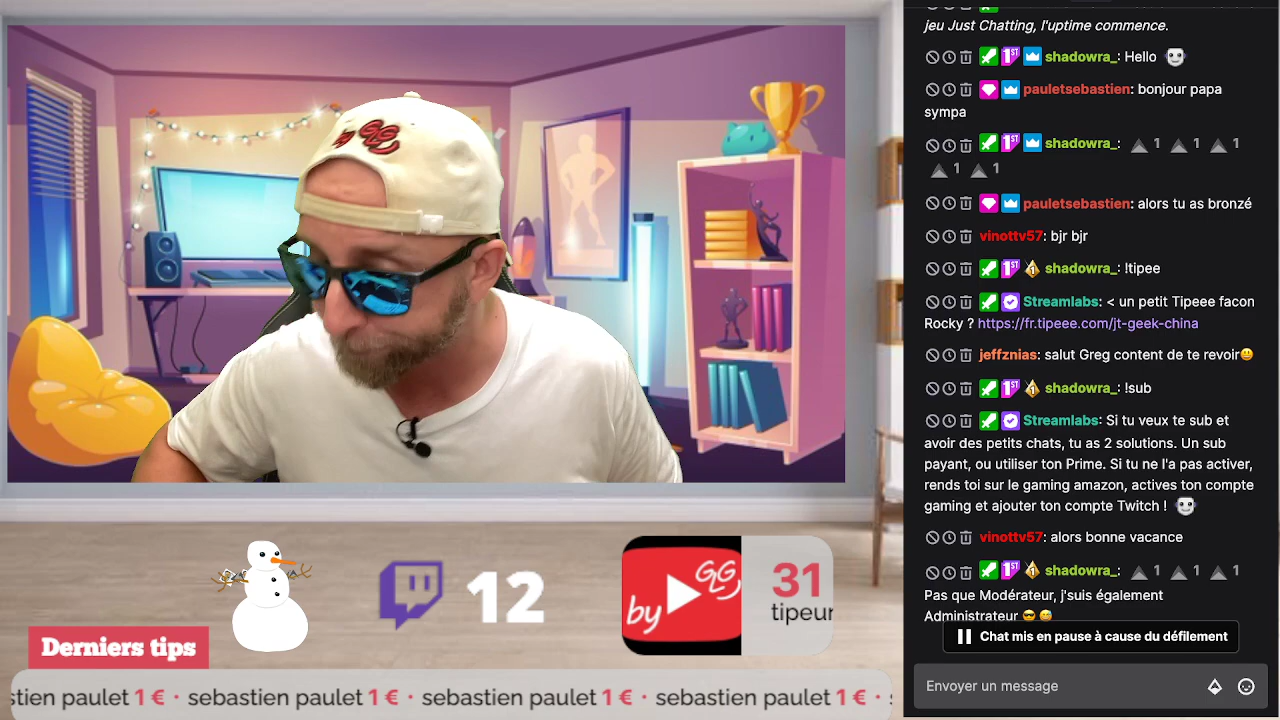 jeu Just Chatting, l'uptime commence.
shadowra_: Hello
pauletsebastien: bonjour papa
sympa
shadowra_: 1 1 1
1 1
pauletsebastien: alors tu as bronzé
vinottv57: bjr bjr
shadowra_: !tipee
Streamlabs: < un petit Tipeee facon
Rocky ? https://fr.tipeee.com/jt-geek-china
jeffznias: salut Greg content de te revoir😃
shadowra_: !sub
Streamlabs: Si tu veux te sub et
avoir des petits chats, tu as 2 solutions. Un sub
payant, ou utiliser ton Prime. Si tu ne l'a pas activer,
rends toi sur le gaming amazon, actives ton compte
gaming et ajouter ton compte Twitch !
vinottv57: alors bonne vacance
shadowra_: 1 1 1
Pas que Modérateur, j'suis également
Administrateur 😎😄
Chat mis en pause à cause du défilement
Envoyer un message
12
by GG
31
tipeur
Derniers tips
stien paulet 1 € · sebastien paulet 1 € · sebastien paulet 1 € · sebastien paulet 1 € ·